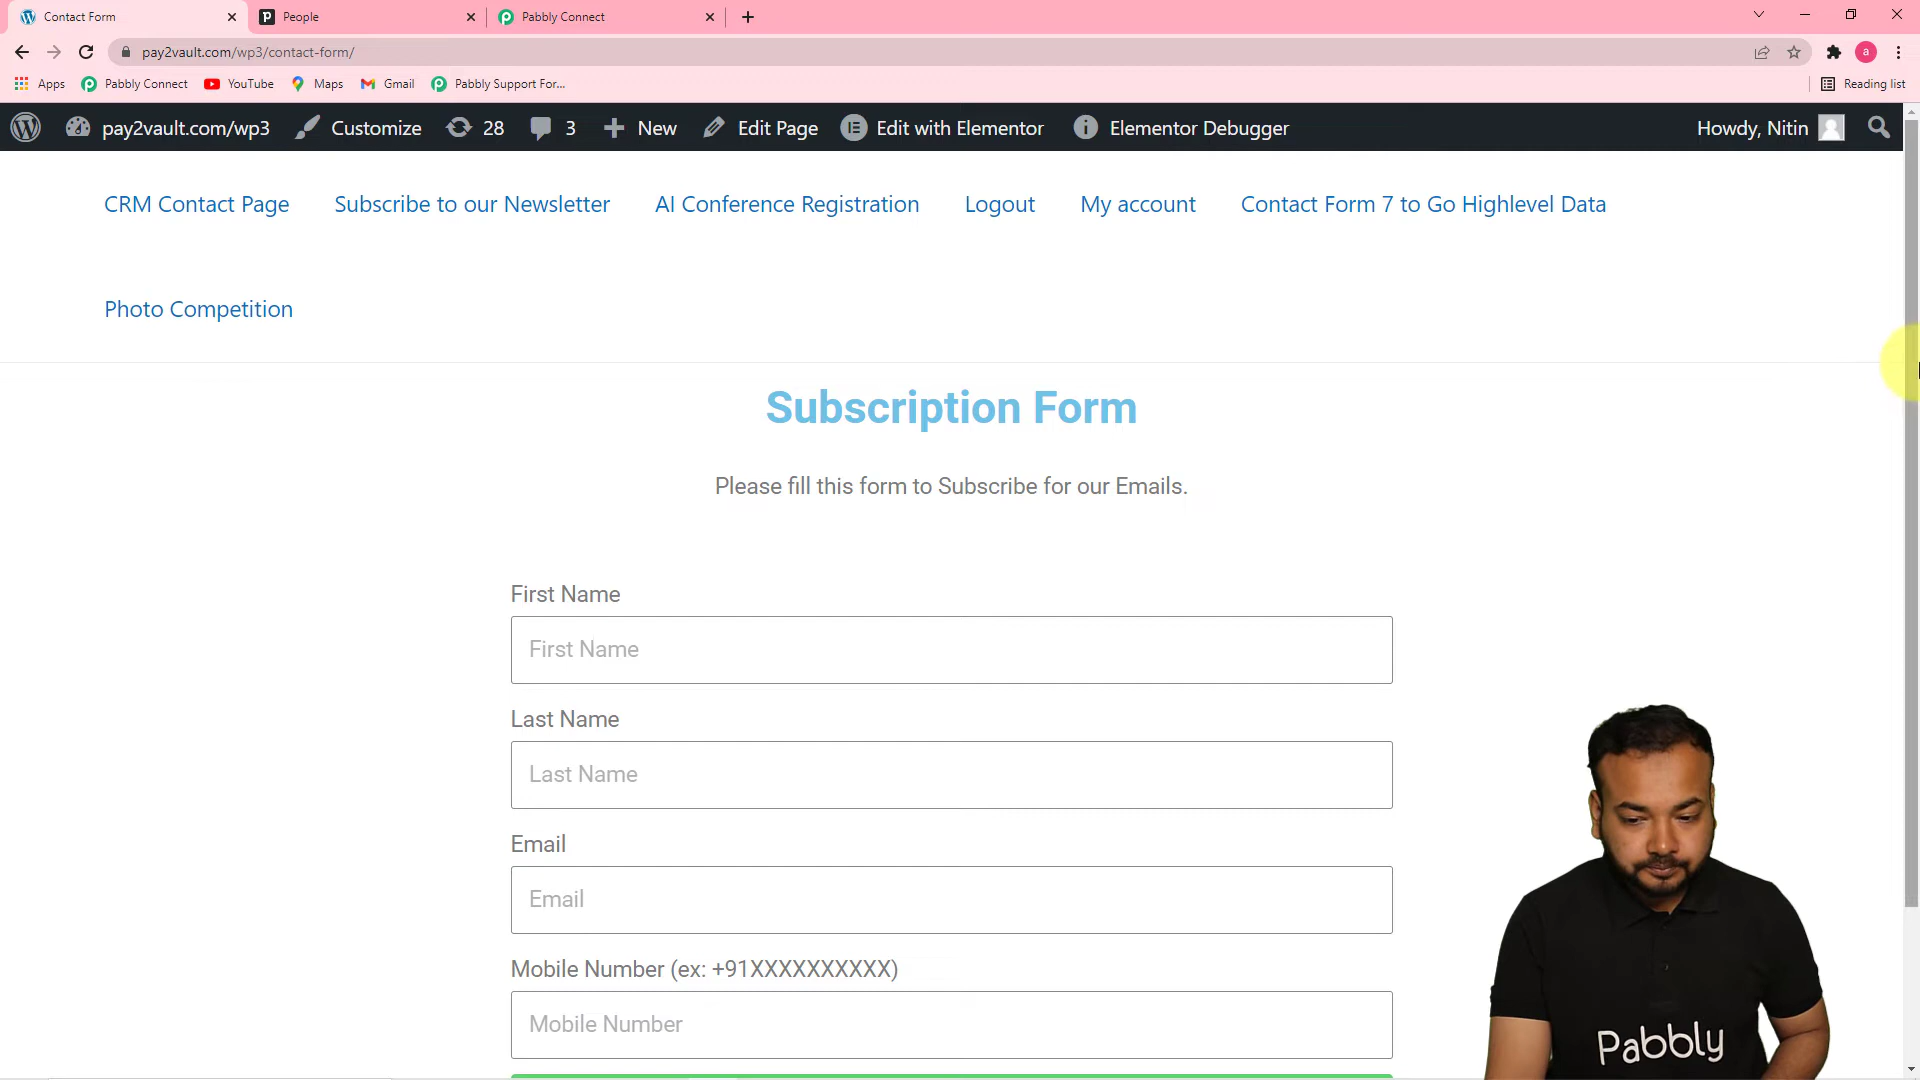 Contact Form
People
Pabbly Connect
pay2vault.com/wp3/contact-form/
a
Apps
Pabbly Connect
YouTube
Maps
Gmail
Pabbly Support For...
Reading list
pay2vault.com/wp3
Customize
28
3
New
Edit Page
Edit with Elementor
Elementor Debugger
Howdy, Nitin
CRM Contact Page
Subscribe to our Newsletter
AI Conference Registration
Logout
My account
Contact Form 7 to Go Highlevel Data
Photo Competition
Subscription Form
Please fill this form to Subscribe for our Emails.
First Name
First Name
Last Name
Last Name
Email
Email
Mobile Number (ex: +91XXXXXXXXXX)
Mobile Number
Pabbly